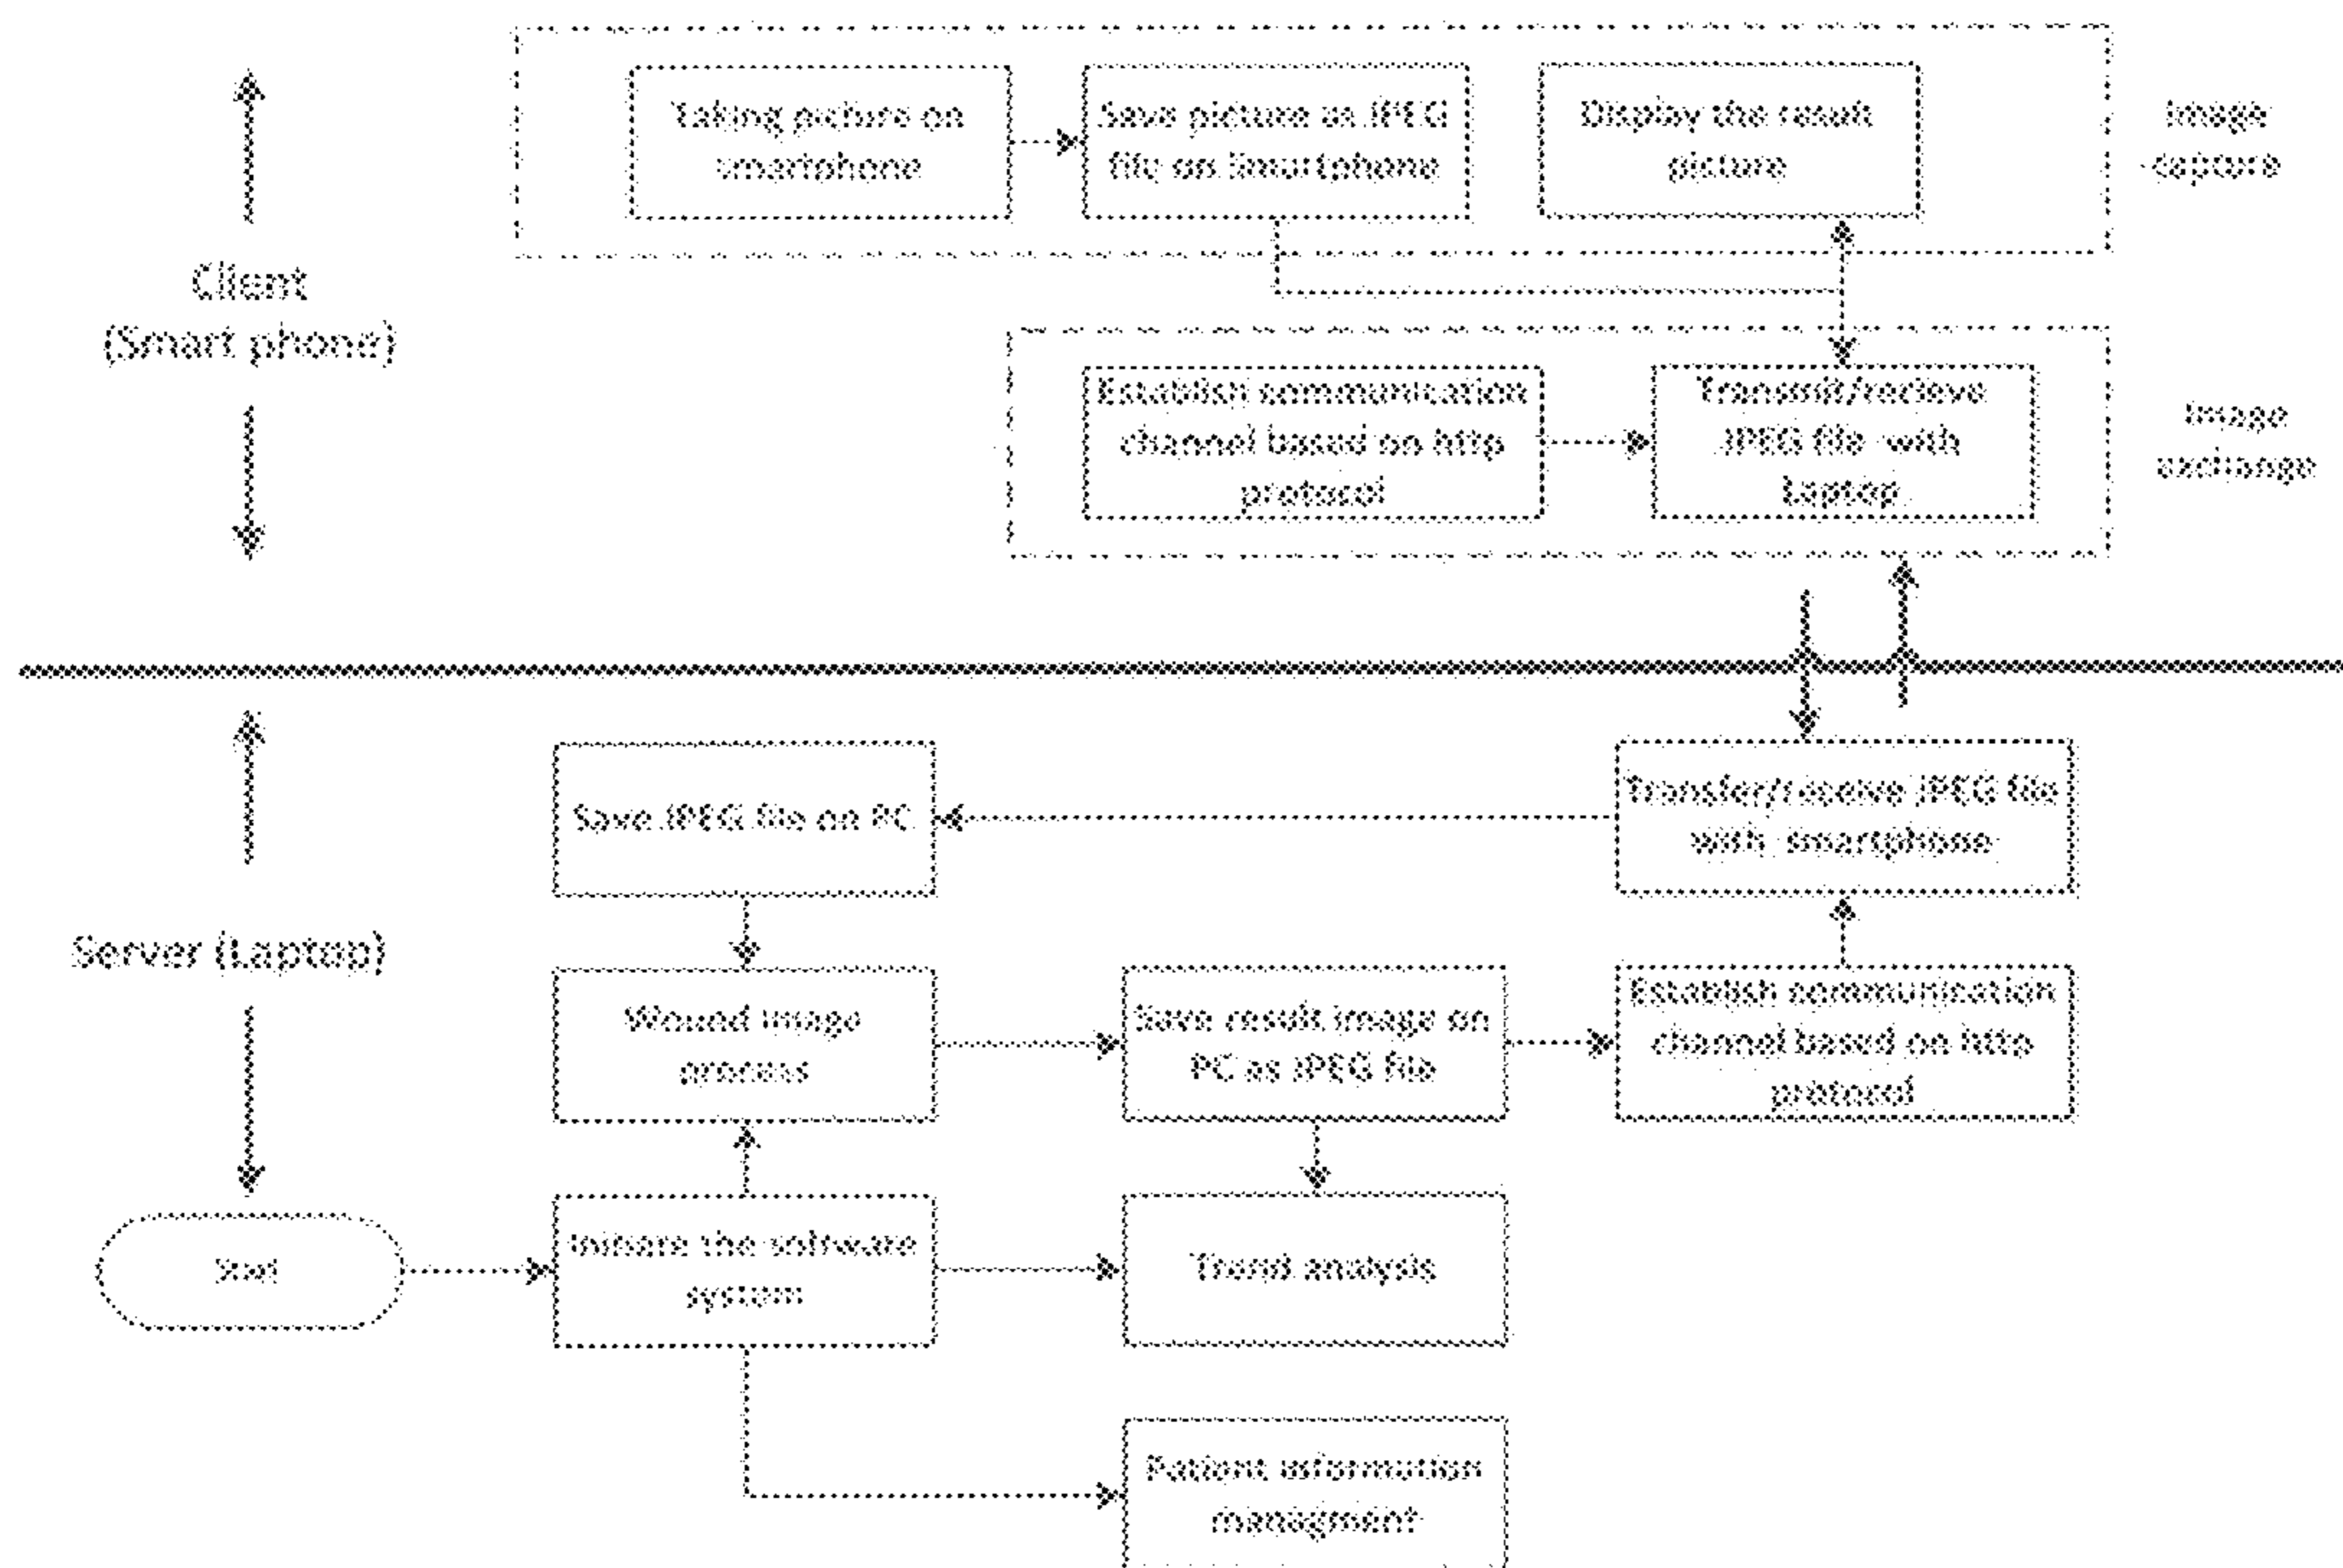 Taking picture on
smartphone
Save picture as JPEG
file on Smartphone
Display the result
picture
Image
capture
Client
(Smart phone)
Establish communication
channel based on http
protocol
Transmit/recieve
JPEG file with
Laptop
Image
exchange
Save JPEG file on PC
Transfer/receive JPEG file
with smartphone
Server (Laptop)
Wound image
process
Save result image on
PC as JPEG file
Establish communication
channel based on http
protocol
Start
Initiate the software
system
Trend analysis
Patient information
managment